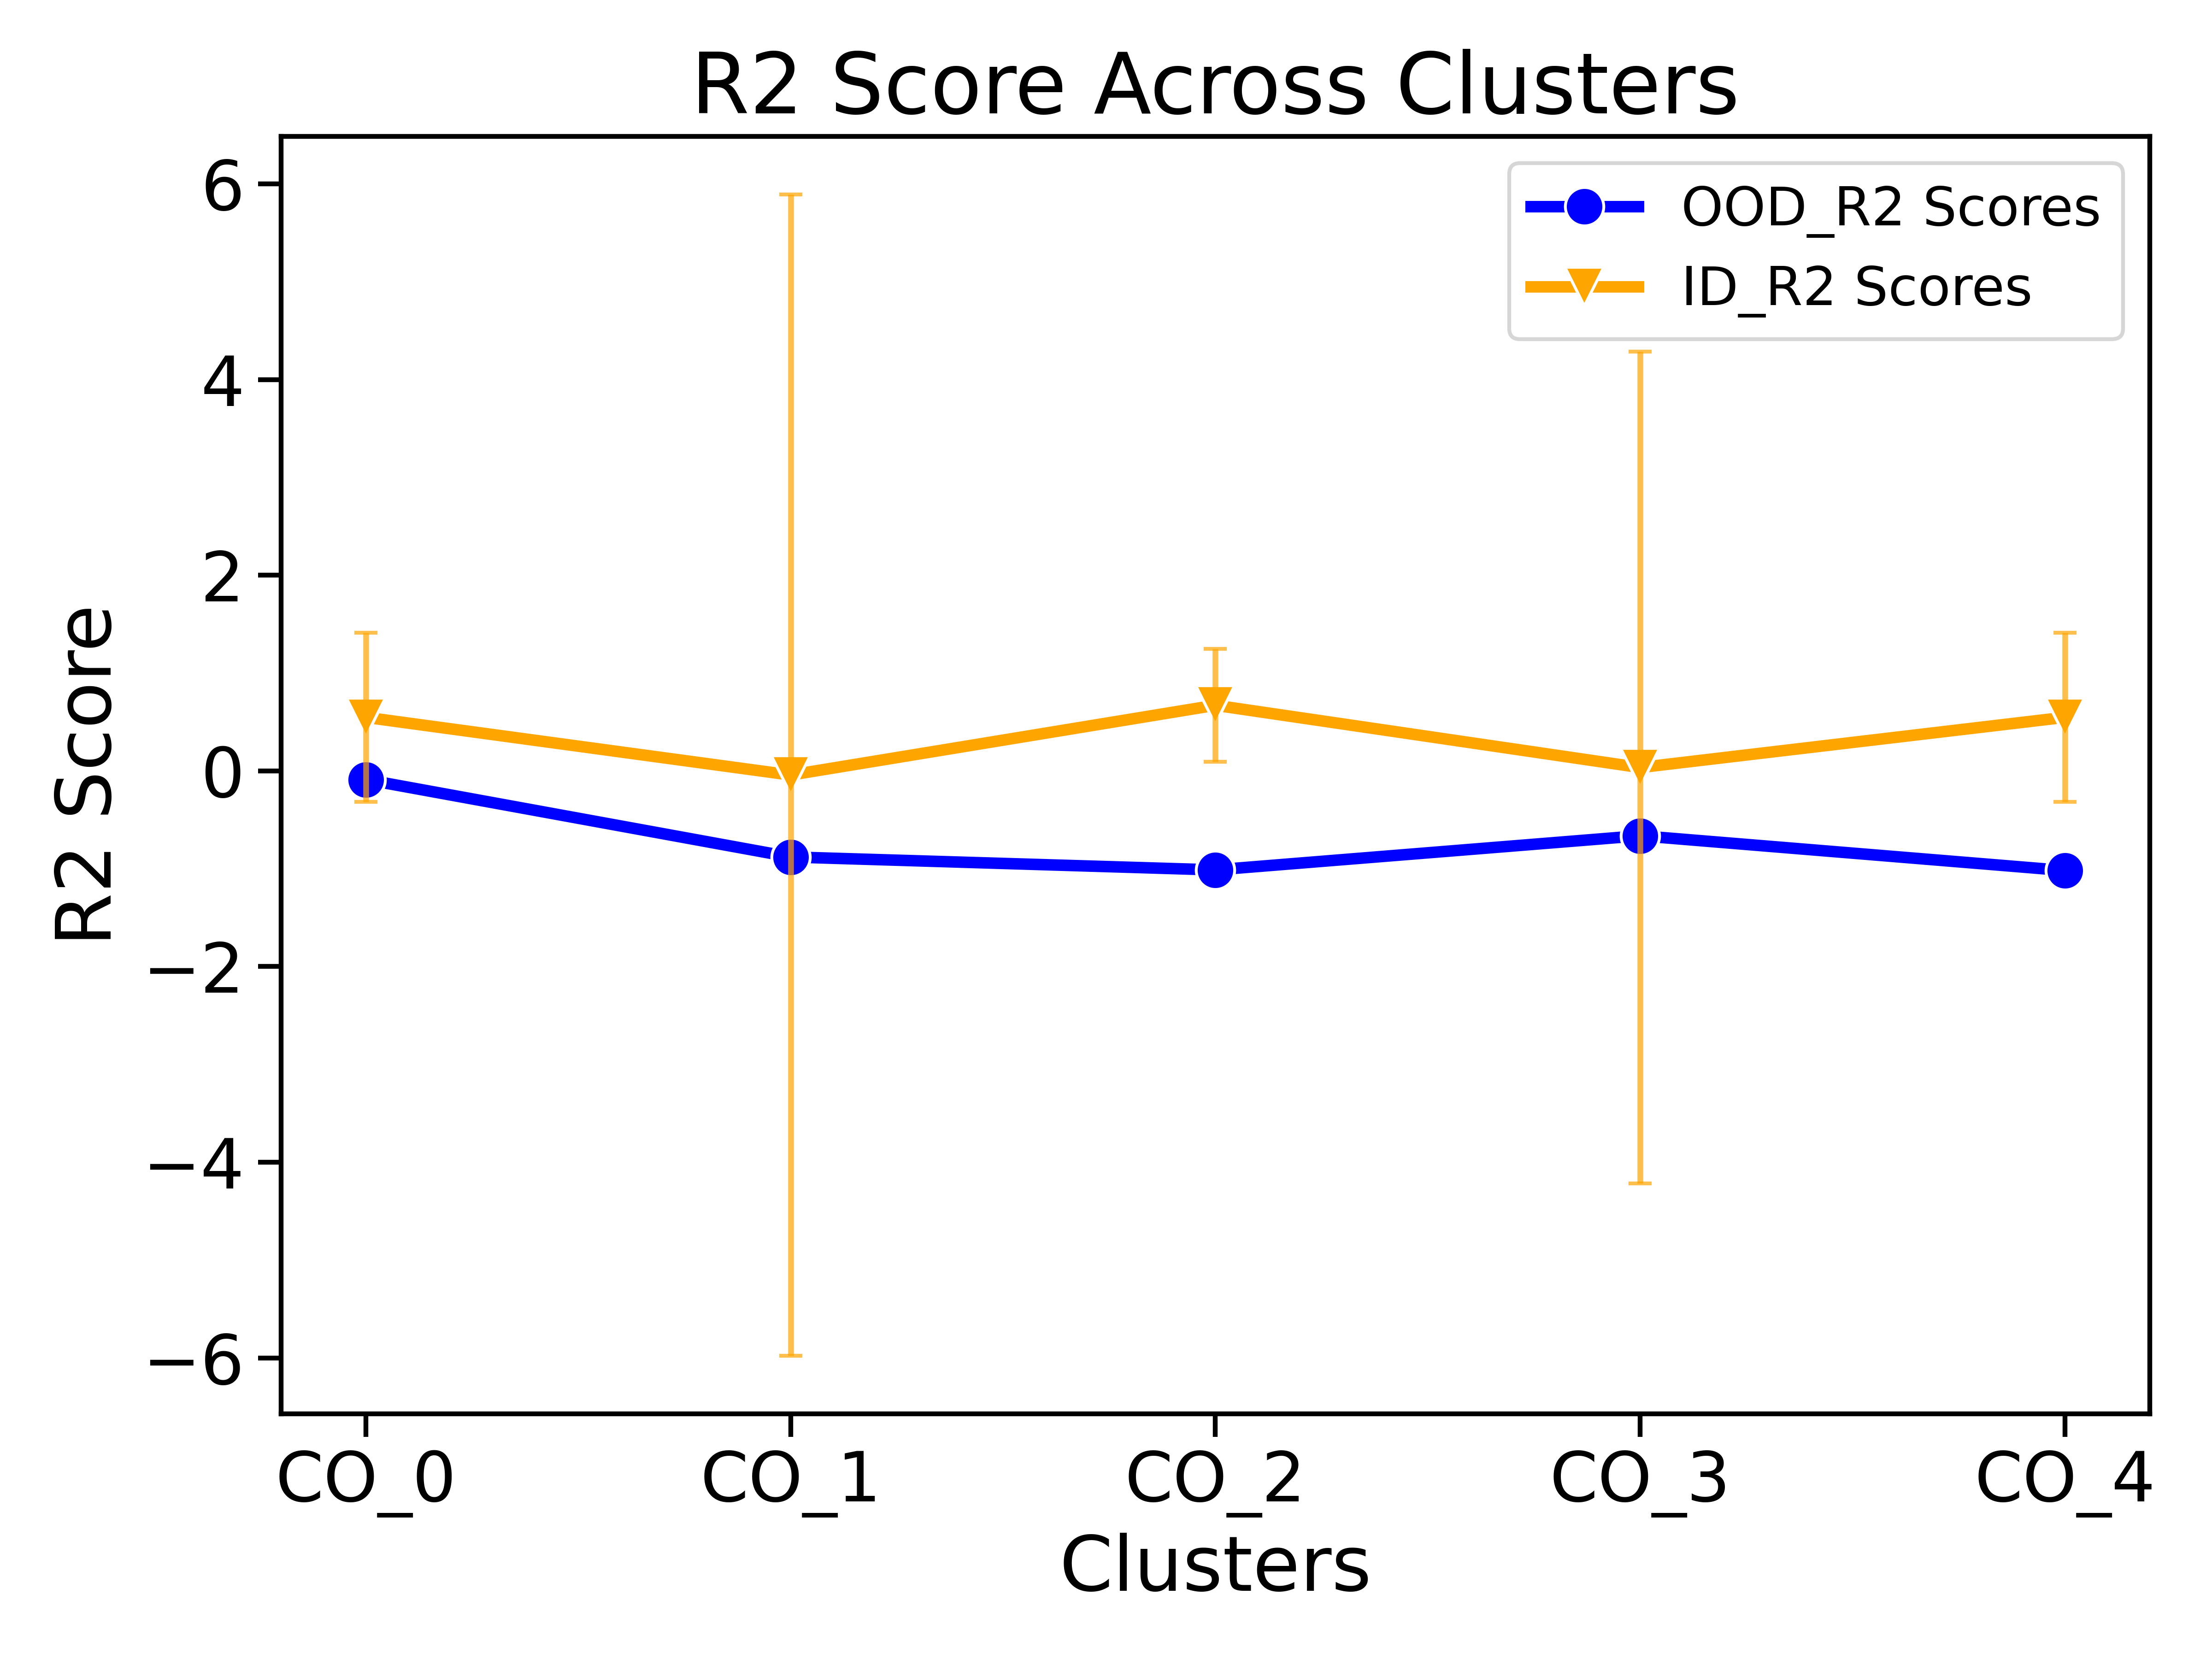 R2 Score Across Clusters
OOD_R2 Scores
ID_R2 Scores
R2 Score
6
4
2
0
−2
−4
−6
CO_0 CO_1 CO_2 CO_3 CO_4
Clusters